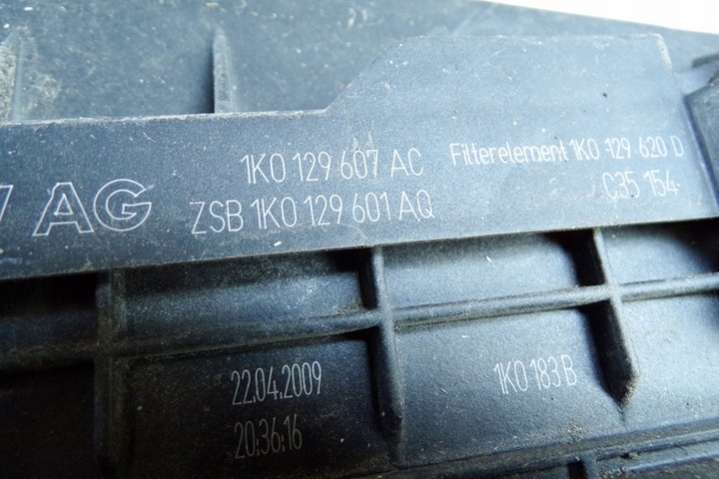 1K0 129 607 AC
Filterelement 1K0 129 620 D
AG
ZSB 1K0 129 601 AQ
C35 154
22.04.2009
20:36:16
1K0 183 B